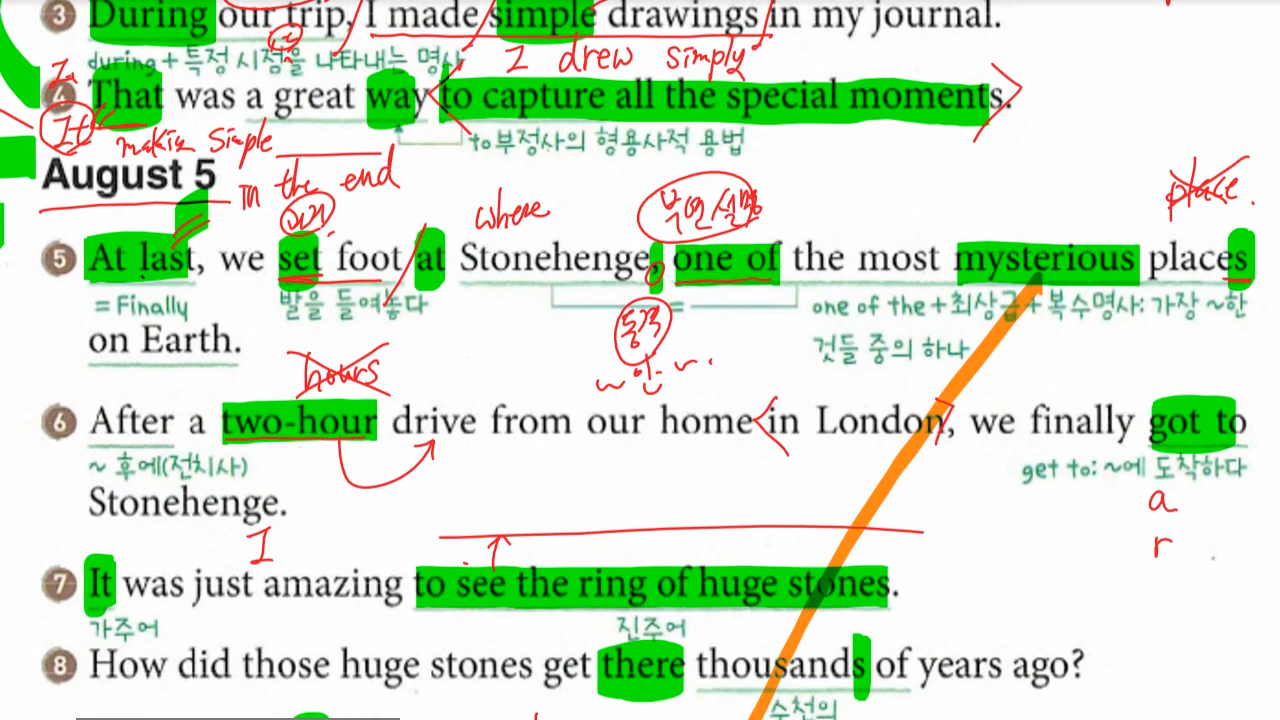 3 During our trip, I made simple drawings in my journal.
during + 특정 시점을 나타내는 명사
I drew simply
4 That was a great way to capture all the special moments.
It
making simple
to부정사의 형용사적 용법
August 5
in the end
where
부연설명
place.
5 At last, we set foot at Stonehenge, one of the most mysterious places
= Finally
발을 들여놓다
=
one of the + 최상급 + 복수명사: 가장 ~한
on Earth.
동격
것들 중의 하나
hours
6 After a two-hour drive from our home in London, we finally got to
~ 후에(전치사)
get to: ~에 도착하다
Stonehenge.
a
I
r
7 It was just amazing to see the ring of huge stones.
가주어
진주어
8 How did those huge stones get there thousands of years ago?
수천의